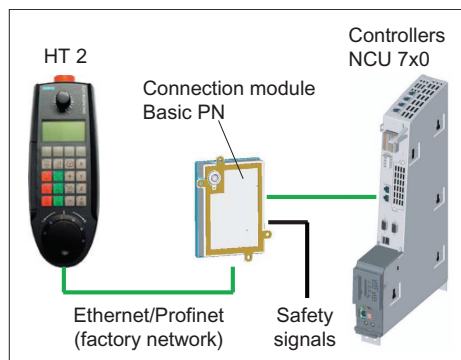 HT 2
Controllers
NCU 7x0
Connection module
Basic PN
Ethernet/Profinet
(factory network)
Safety
signals